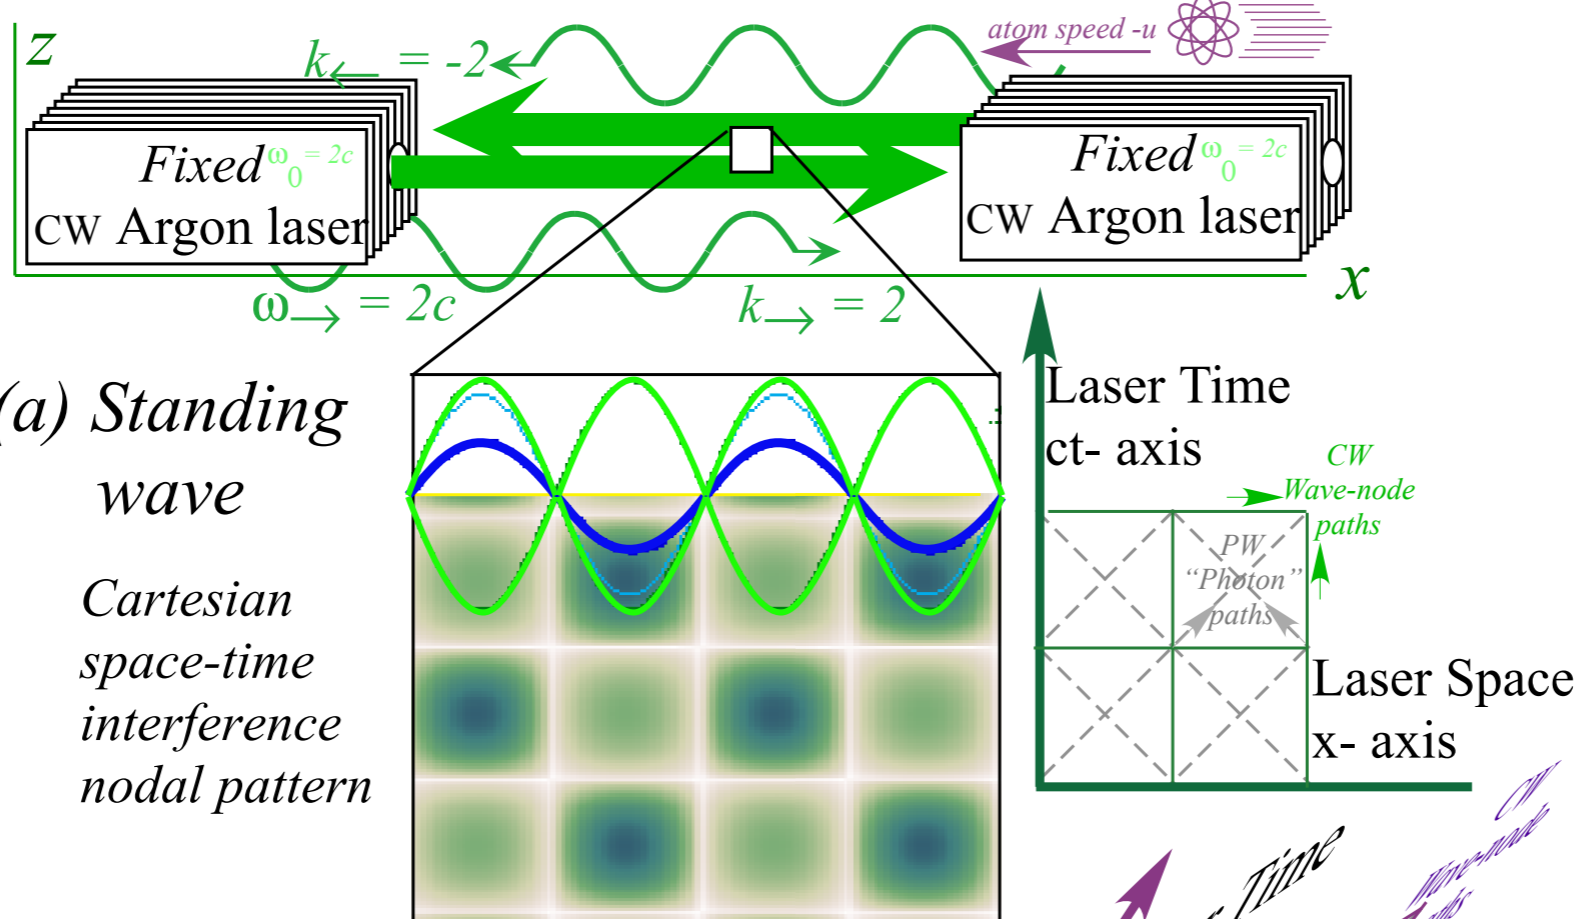 z
k← = -2
atom speed -u
Fixed ω0 = 2c
CW Argon laser
Fixed ω0 = 2c
CW Argon laser
x
ω→ = 2c
k→ = 2
(a) Standing
wave
Cartesian
space-time
interference
nodal pattern
Laser Time
ct- axis
CW
Wave-node
paths
PW
“Photon”
paths
Laser Space
x- axis
CW
Wave-node
Time